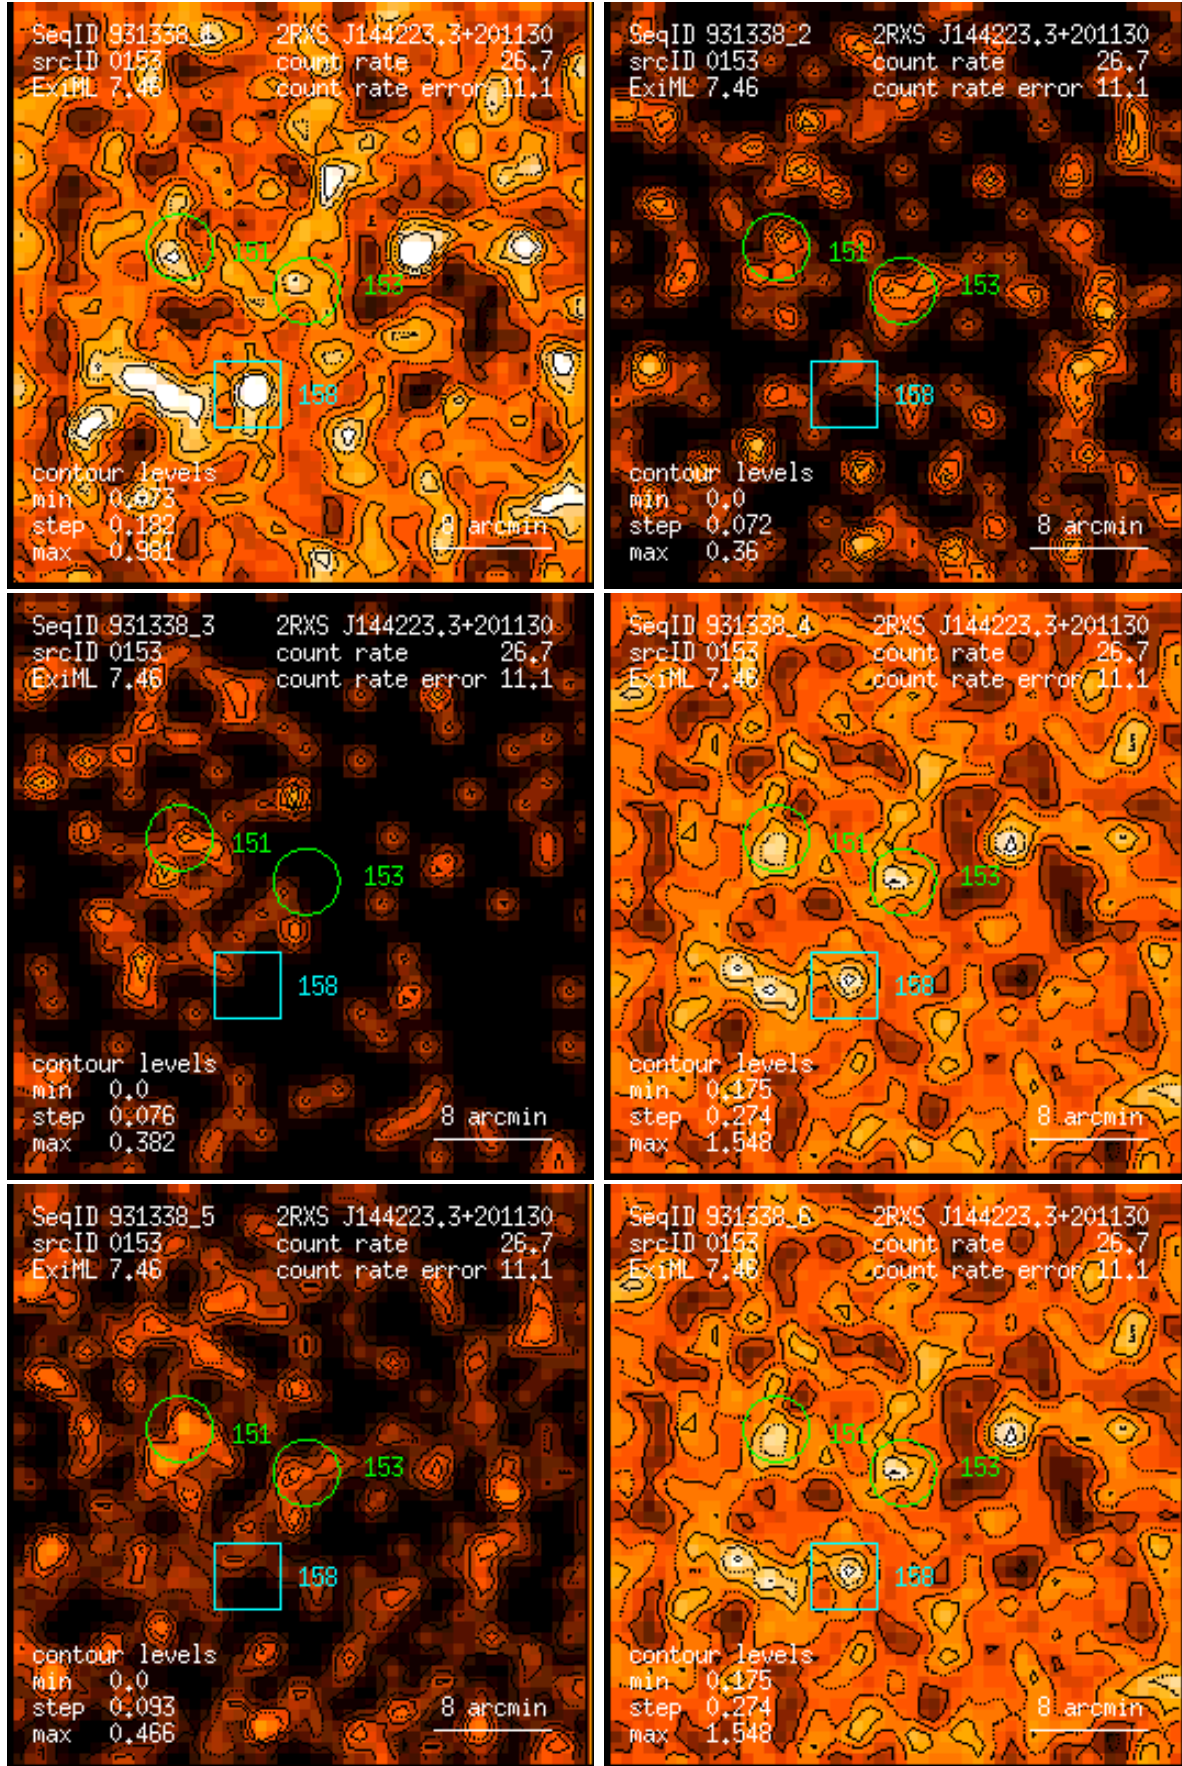 SeqID 931338_1 2RXS J144223.3+201130
srcID 0153 count rate 26.7
ExiML 7.46 count rate error 11.1
151
153
158
contour levels
min 0.073
step 0.182
max 0.981
8 arcmin
SeqID 931338_2 2RXS J144223.3+201130
srcID 0153 count rate 26.7
ExiML 7.46 count rate error 11.1
151
153
158
contour levels
min 0.0
step 0.072
max 0.36
8 arcmin
SeqID 931338_3 2RXS J144223.3+201130
srcID 0153 count rate 26.7
ExiML 7.46 count rate error 11.1
151
153
158
contour levels
min 0.0
step 0.076
max 0.382
8 arcmin
SeqID 931338_4 2RXS J144223.3+201130
srcID 0153 count rate 26.7
ExiML 7.46 count rate error 11.1
151
153
158
contour levels
min 0.175
step 0.274
max 1.548
8 arcmin
SeqID 931338_5 2RXS J144223.3+201130
srcID 0153 count rate 26.7
ExiML 7.46 count rate error 11.1
151
153
158
contour levels
min 0.0
step 0.093
max 0.466
8 arcmin
SeqID 931338_6 2RXS J144223.3+201130
srcID 0153 count rate 26.7
ExiML 7.46 count rate error 11.1
151
153
158
contour levels
min 0.175
step 0.274
max 1.548
8 arcmin